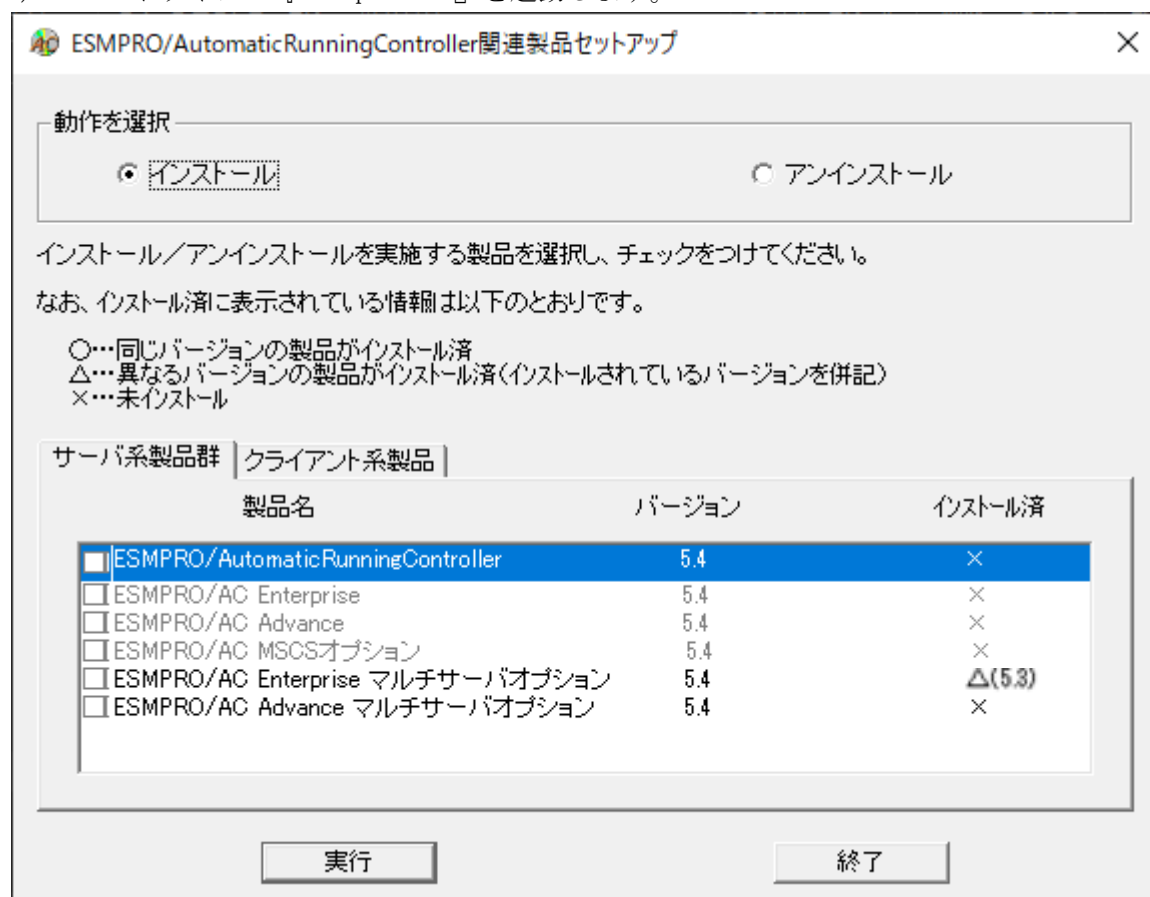 ESMPRO/AutomaticRunningController関連製品セットアップ
動作を選択
インストール
アンインストール
インストール／アンインストールを実施する製品を選択し、チェックをつけてください。
なお、インストール済に表示されている情報は以下のとおりです。
○…同じバージョンの製品がインストール済
△…異なるバージョンの製品がインストール済(インストールされているバージョンを併記)
×…未インストール
サーバ系製品群 クライアント系製品
製品名 バージョン インストール済
ESMPRO/AutomaticRunningController 5.4 ×
ESMPRO/AC Enterprise 5.4 ×
ESMPRO/AC Advance 5.4 ×
ESMPRO/AC MSCSオプション 5.4 ×
ESMPRO/AC Enterprise マルチサーバオプション 5.4 △(5.3)
ESMPRO/AC Advance マルチサーバオプション 5.4 ×
実行 終了